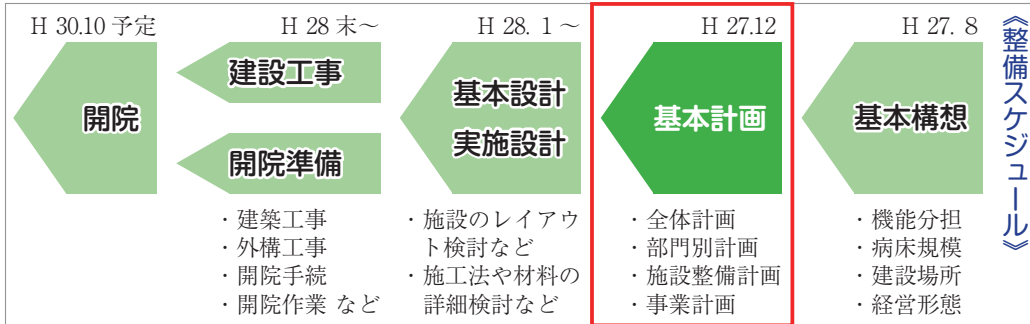 《整備スケジュール》
H 27. 8
基本構想
・機能分担
・病床規模
・建設場所
・経営形態
H 27.12
基本計画
・全体計画
・部門別計画
・施設整備計画
・事業計画
H 28. 1～
基本設計
実施設計
・施設のレイアウ
ト検討など
・施工法や材料の
詳細検討など
H 28 末～
建設工事
開院準備
・建築工事
・外構工事
・開院手続
・開院作業 など
H 30.10 予定
開院